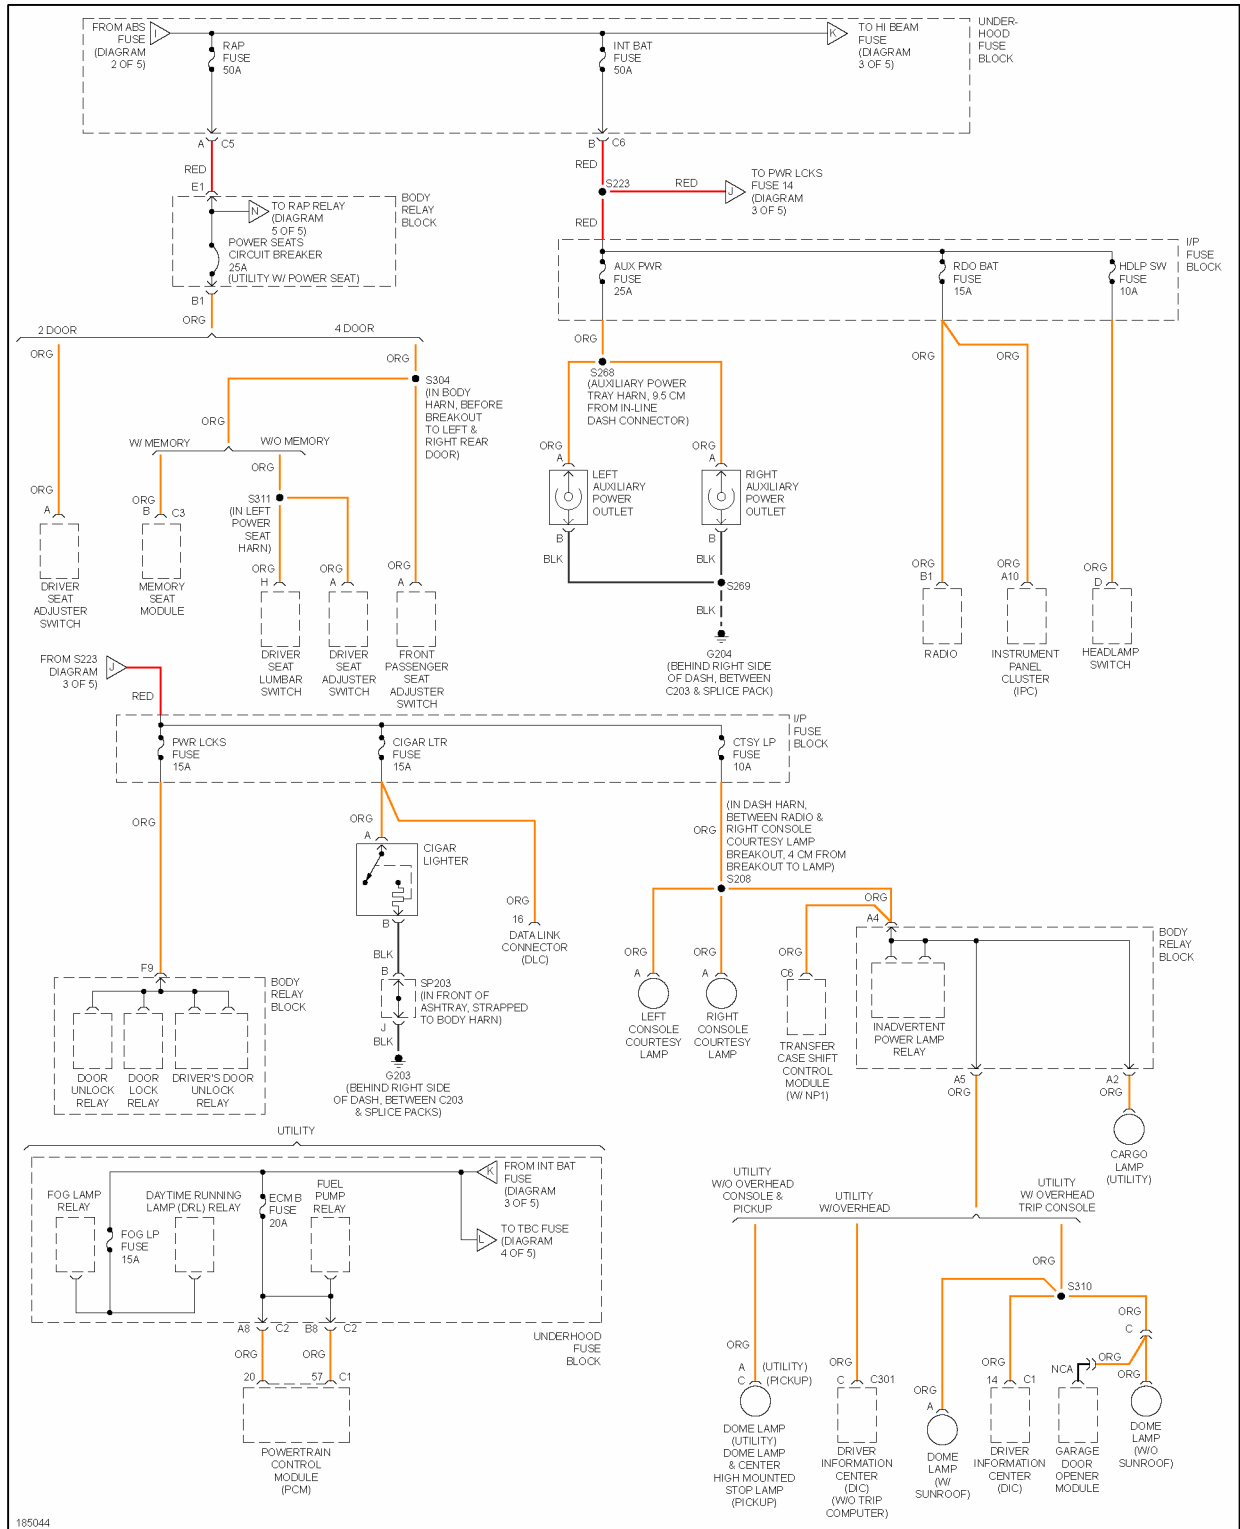 FROM ABS
FUSE
(DIAGRAM
2 OF 5)
I
RAP
FUSE
50A
INT BAT
FUSE
50A
K
TO HI BEAM
FUSE
(DIAGRAM
3 OF 5)
UNDER-
HOOD
FUSE
BLOCK
A
C5
RED
E1
B
C6
RED
S223
RED
J
TO PWR LCKS
FUSE 14
(DIAGRAM
3 OF 5)
RED
N
TO RAP RELAY
(DIAGRAM
5 OF 5)
BODY
RELAY
BLOCK
POWER SEATS
CIRCUIT BREAKER
25A
(UTILITY W/ POWER SEAT)
B1
ORG
AUX PWR
FUSE
25A
RDO BAT
FUSE
15A
HDLP SW
FUSE
10A
I/P
FUSE
BLOCK
2 DOOR
4 DOOR
ORG
ORG
S304
(IN BODY
HARN, BEFORE
BREAKOUT
TO LEFT &
RIGHT REAR
DOOR)
ORG
W/ MEMORY
W/O MEMORY
ORG
S311
(IN LEFT
POWER
SEAT
HARN)
ORG
A
ORG
B
C3
ORG
H
ORG
A
ORG
A
DRIVER
SEAT
ADJUSTER
SWITCH
MEMORY
SEAT
MODULE
DRIVER
SEAT
LUMBAR
SWITCH
DRIVER
SEAT
ADJUSTER
SWITCH
FRONT
PASSENGER
SEAT
ADJUSTER
SWITCH
ORG
S268
(AUXILIARY POWER
TRAY HARN, 9.5 CM
FROM IN-LINE
DASH CONNECTOR)
ORG
A
ORG
A
LEFT
AUXILIARY
POWER
OUTLET
RIGHT
AUXILIARY
POWER
OUTLET
B
BLK
B
BLK
S269
BLK
G204
(BEHIND RIGHT SIDE
OF DASH, BETWEEN
C203 & SPLICE PACK)
ORG
ORG
ORG
B1
ORG
A10
ORG
D
RADIO
INSTRUMENT
PANEL
CLUSTER
(IPC)
HEADLAMP
SWITCH
FROM S223
DIAGRAM
3 OF 5)
J
RED
PWR LCKS
FUSE
15A
CIGAR LTR
FUSE
15A
CTSY LP
FUSE
10A
I/P
FUSE
BLOCK
ORG
ORG
A
CIGAR
LIGHTER
B
BLK
B
SP203
(IN FRONT OF
ASHTRAY, STRAPPED
TO BODY HARN)
J
BLK
G203
(BEHIND RIGHT SIDE
OF DASH, BETWEEN C203
& SPLICE PACKS)
ORG
16
DATA LINK
CONNECTOR
(DLC)
F9
BODY
RELAY
BLOCK
DOOR
UNLOCK
RELAY
DOOR
LOCK
RELAY
DRIVER'S DOOR
UNLOCK
RELAY
ORG
(IN DASH HARN,
BETWEEN RADIO &
RIGHT CONSOLE
COURTESY LAMP
BREAKOUT, 4 CM FROM
BREAKOUT TO LAMP)
S208
ORG
A4
ORG
A
ORG
A
ORG
C6
LEFT
CONSOLE
COURTESY
LAMP
RIGHT
CONSOLE
COURTESY
LAMP
TRANSFER
CASE SHIFT
CONTROL
MODULE
(W/ NP1)
INADVERTENT
POWER LAMP
RELAY
BODY
RELAY
BLOCK
A5
ORG
A2
ORG
CARGO
LAMP
(UTILITY)
UTILITY
FOG LAMP
RELAY
FOG LP
FUSE
15A
DAYTIME RUNNING
LAMP (DRL) RELAY
ECM B
FUSE
20A
FUEL
PUMP
RELAY
K
FROM INT BAT
FUSE
(DIAGRAM
3 OF 5)
L
TO TBC FUSE
(DIAGRAM
4 OF 5)
A8
C2
B8
C2
UNDERHOOD
FUSE
BLOCK
ORG
ORG
20
57
C1
POWERTRAIN
CONTROL
MODULE
(PCM)
UTILITY
W/O OVERHEAD
CONSOLE &
PICKUP
UTILITY
W/OVERHEAD
UTILITY
W/ OVERHEAD
TRIP CONSOLE
ORG
S310
ORG
C
ORG
A
(UTILITY)
C
(PICKUP)
ORG
C
C301
ORG
A
ORG
14
C1
NCA
ORG
ORG
DOME LAMP
(UTILITY)
DOME LAMP
& CENTER
HIGH MOUNTED
STOP LAMP
(PICKUP)
DRIVER
INFORMATION
CENTER
(DIC)
(W/O TRIP
COMPUTER)
DOME
LAMP
(W/
SUNROOF)
DRIVER
INFORMATION
CENTER
(DIC)
GARAGE
DOOR
OPENER
MODULE
DOME
LAMP
(W/O
SUNROOF)
185044